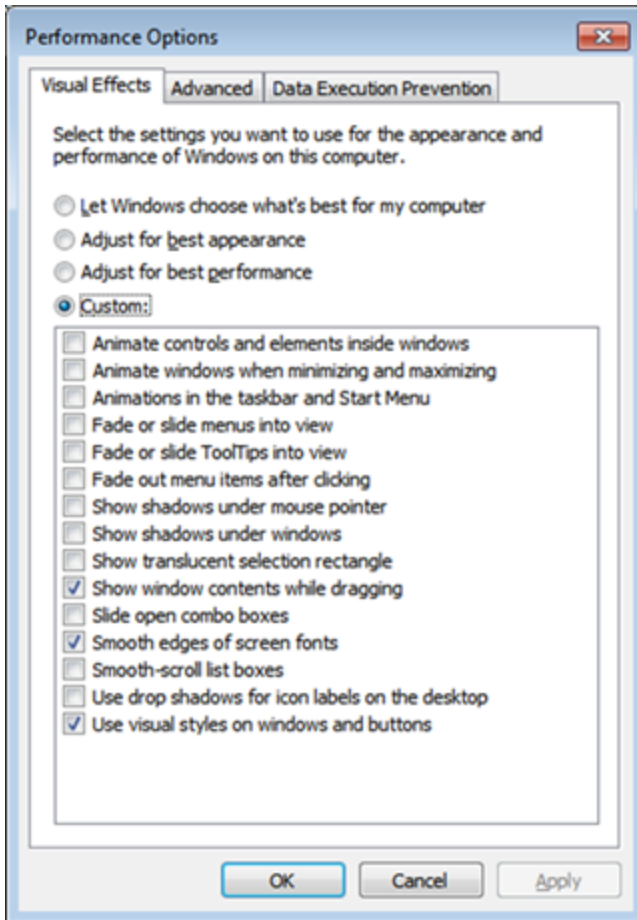 Performance Options
Visual Effects
Advanced
Data Execution Prevention
Select the settings you want to use for the appearance and
performance of Windows on this computer.
Let Windows choose what's best for my computer
Adjust for best appearance
Adjust for best performance
Custom:
Animate controls and elements inside windows
Animate windows when minimizing and maximizing
Animations in the taskbar and Start Menu
Fade or slide menus into view
Fade or slide ToolTips into view
Fade out menu items after clicking
Show shadows under mouse pointer
Show shadows under windows
Show translucent selection rectangle
Show window contents while dragging
Slide open combo boxes
Smooth edges of screen fonts
Smooth-scroll list boxes
Use drop shadows for icon labels on the desktop
Use visual styles on windows and buttons
OK
Cancel
Apply